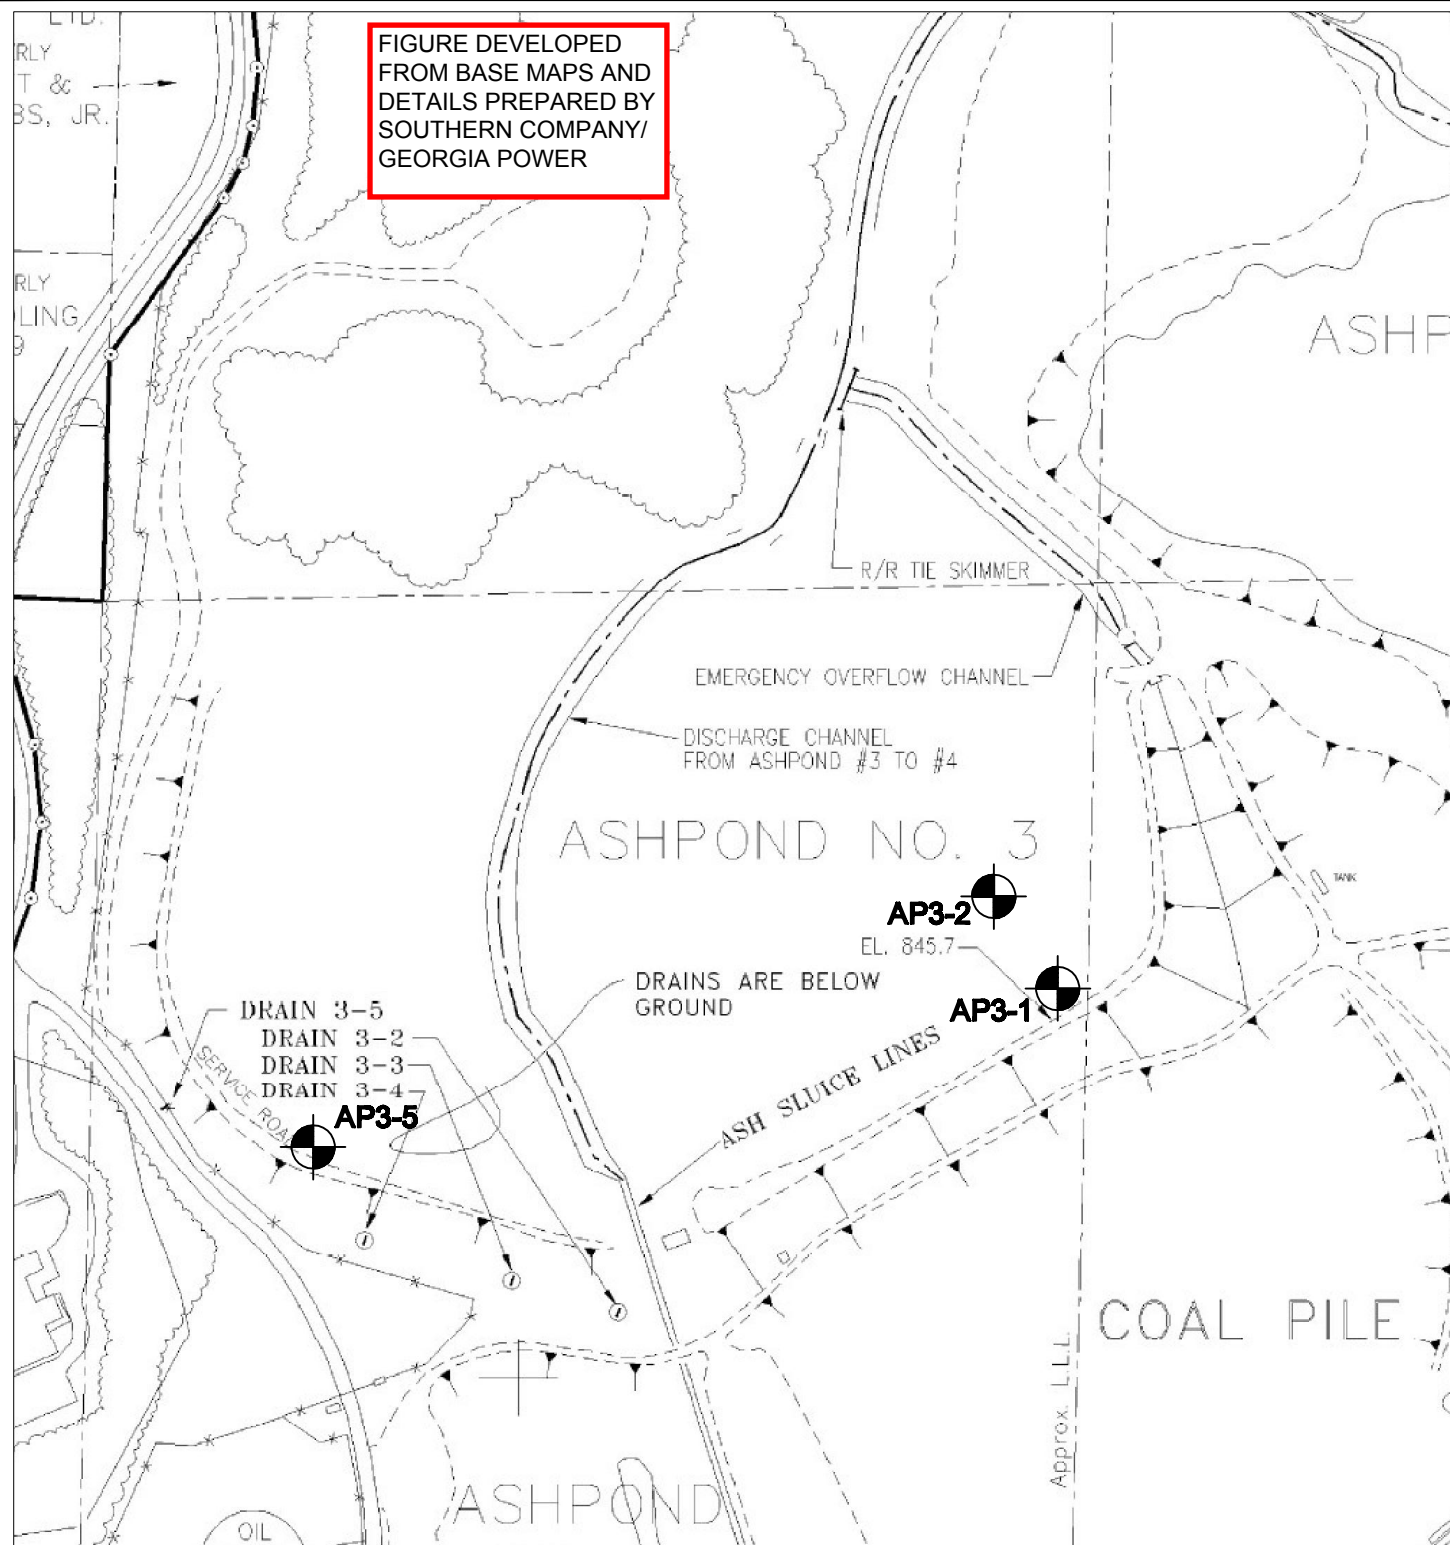 LTD.
RLY
T &
BS, JR.
FIGURE DEVELOPED
FROM BASE MAPS AND
DETAILS PREPARED BY
SOUTHERN COMPANY/
GEORGIA POWER
RLY
LING
9
ASHP
R/R TIE SKIMMER
EMERGENCY OVERFLOW CHANNEL
DISCHARGE CHANNEL
FROM ASHPOND #3 TO #4
ASHPOND NO. 3
TANK
AP3-2
EL. 845.7
DRAINS ARE BELOW
GROUND
AP3-1
DRAIN 3-5
DRAIN 3-2
DRAIN 3-3
DRAIN 3-4
SERVICE ROAD
AP3-5
ASH SLUICE LINES
COAL PILE
Approx. L.L.L.
ASHPOND
OIL